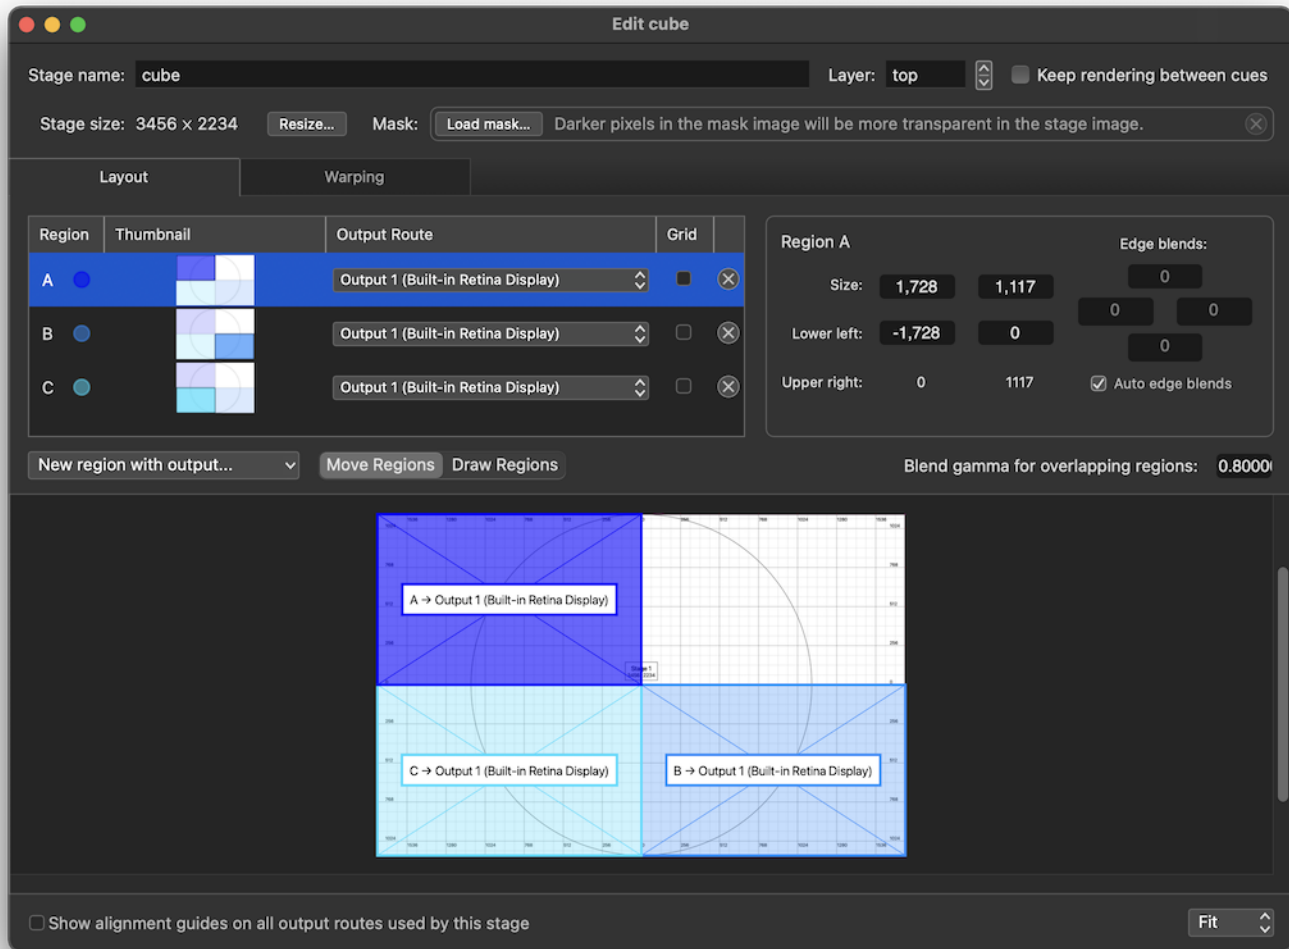 Edit cube
Stage name: cube Layer: top Keep rendering between cues
Stage size: 3456 × 2234 Resize... Mask: Load mask... Darker pixels in the mask image will be more transparent in the stage image.
Layout Warping
Region Thumbnail Output Route Grid
A Output 1 (Built-in Retina Display)
B Output 1 (Built-in Retina Display)
C Output 1 (Built-in Retina Display)
Region A Edge blends:
0
Size: 1,728 1,117
0 0
Lower left: -1,728 0
0
Upper right: 0 1117 Auto edge blends
New region with output... Move Regions Draw Regions Blend gamma for overlapping regions: 0.8000
A → Output 1 (Built-in Retina Display)
Stage 1
C → Output 1 (Built-in Retina Display) B → Output 1 (Built-in Retina Display)
Show alignment guides on all output routes used by this stage Fit